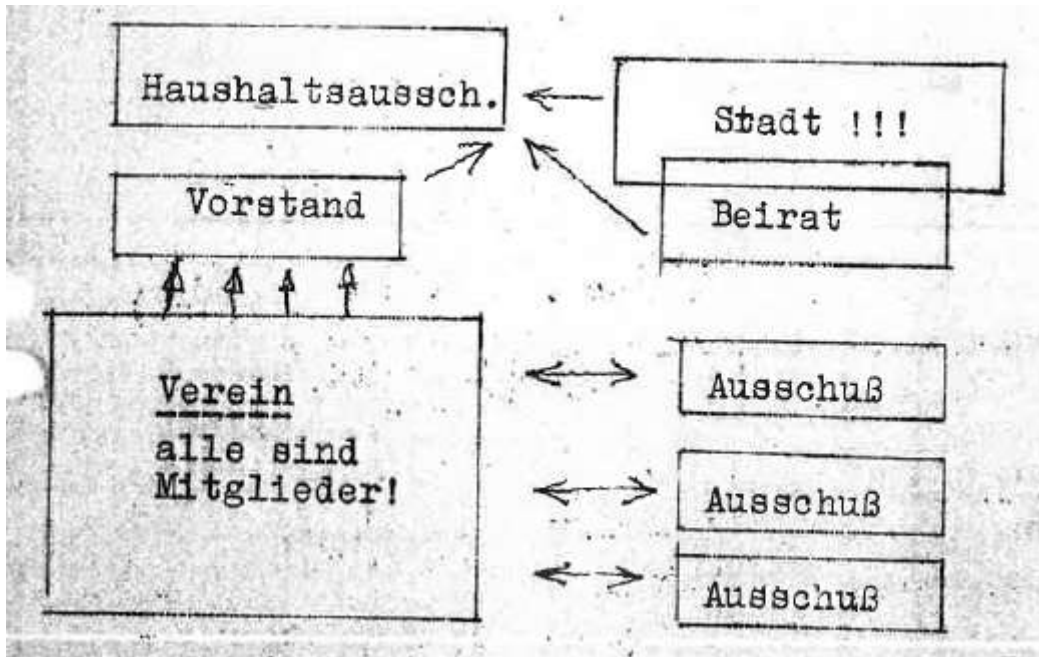 Haushaltsaussch.
Stadt !!!
Vorstand
Beirat
Verein
alle sind
Mitglieder!
Ausschuß
Ausschuß
Ausschuß